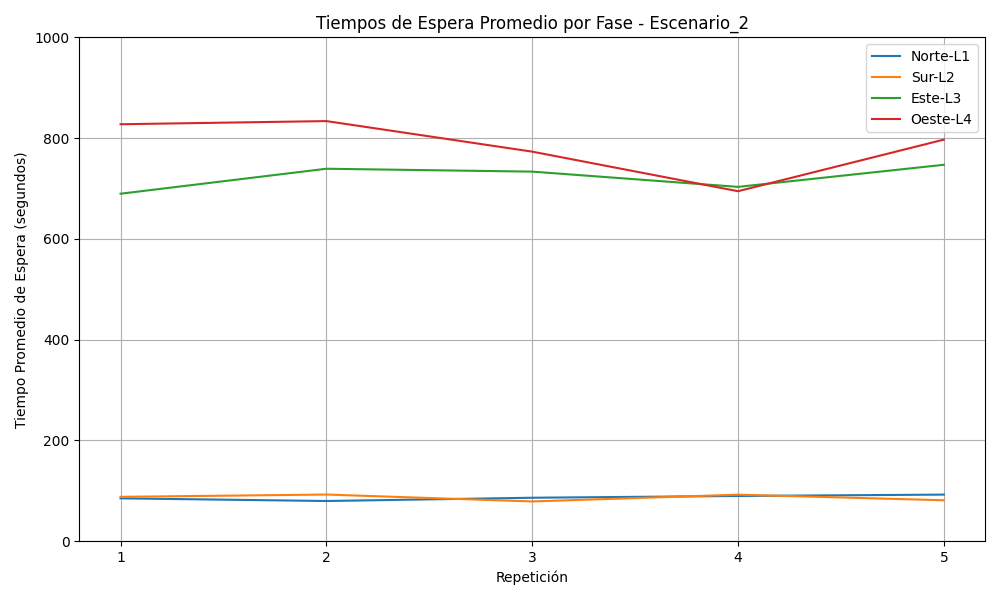 Tiempos de Espera Promedio por Fase - Escenario_2
Tiempo Promedio de Espera (segundos)
1000
800
600
400
200
0
Norte-L1
Sur-L2
Este-L3
Oeste-L4
1 2 3 4 5
Repetición